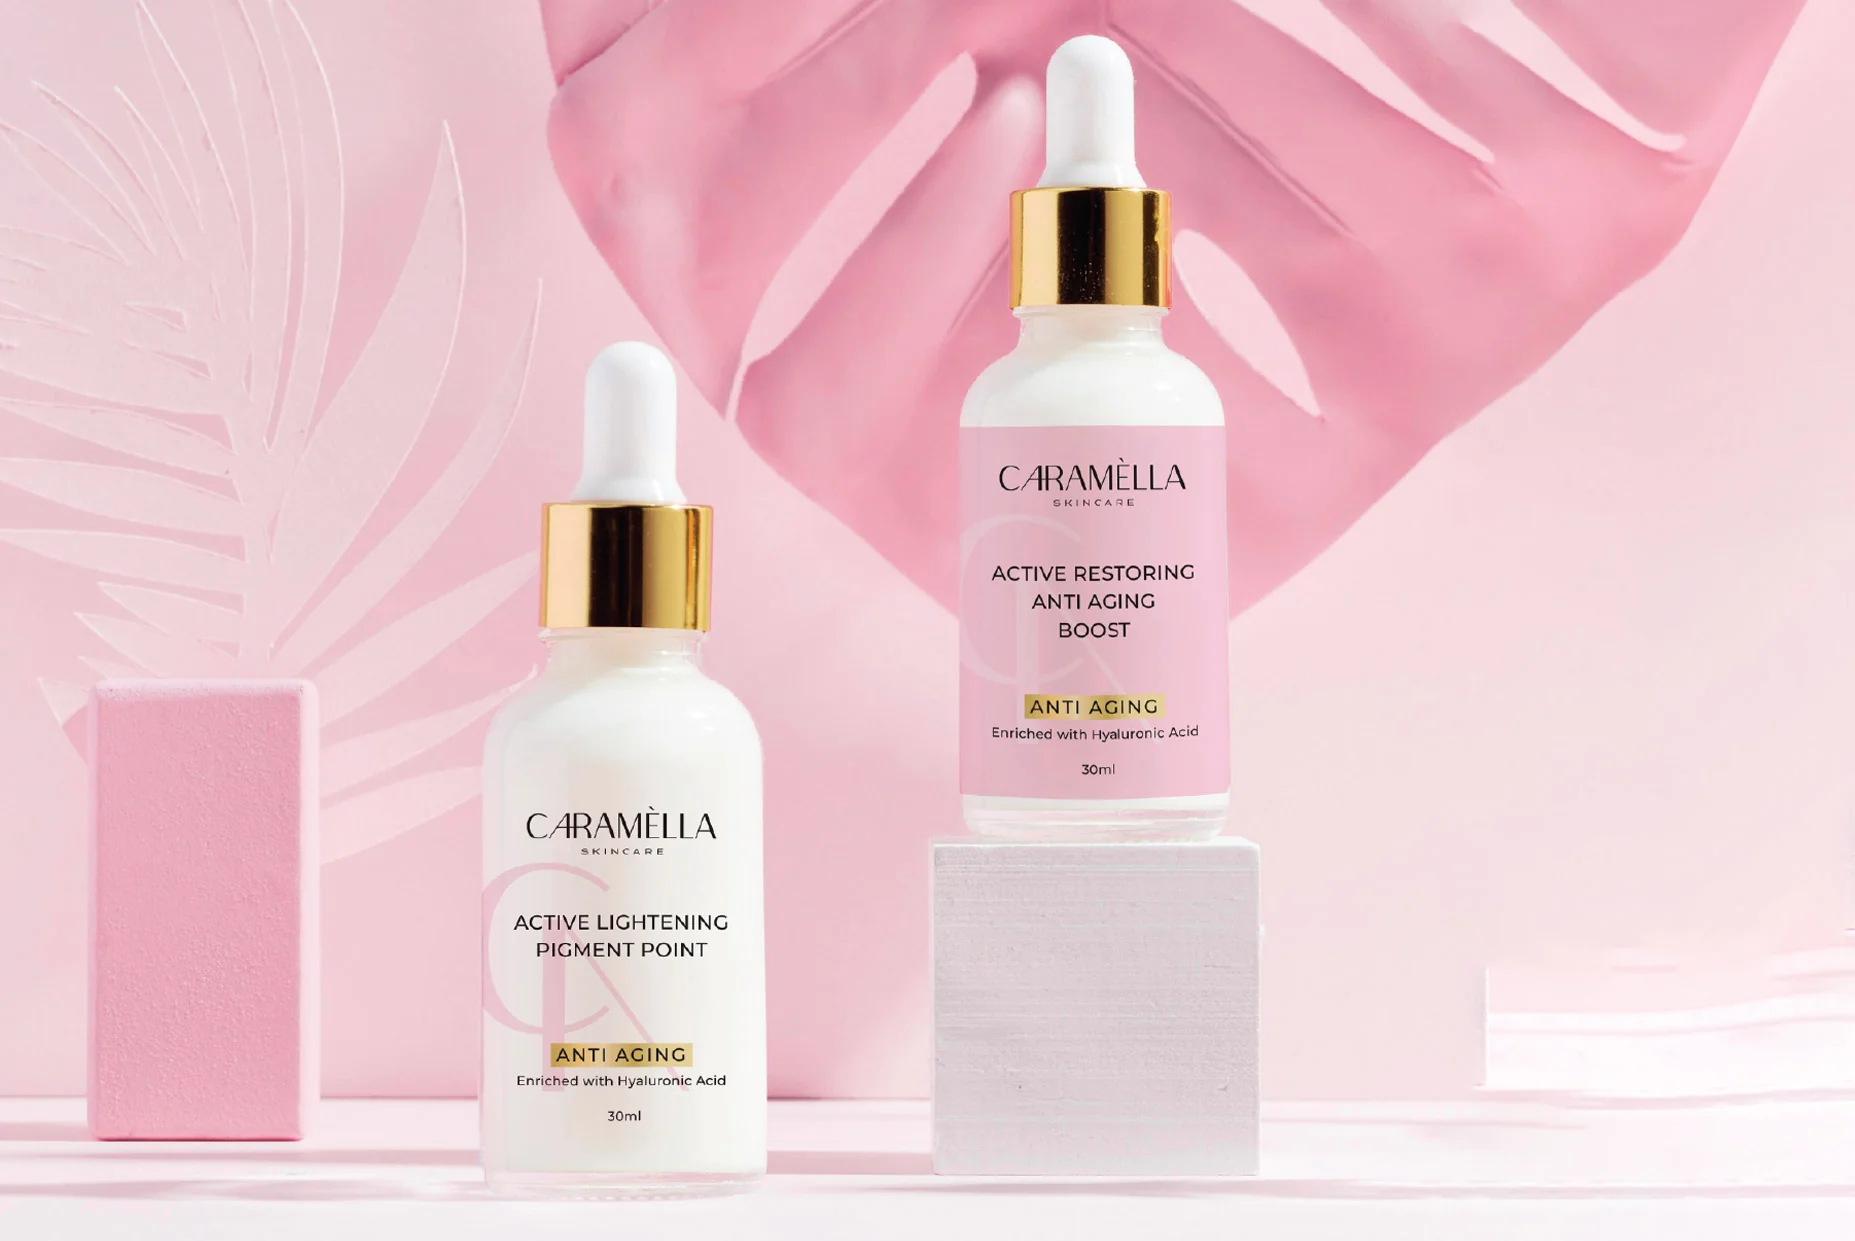 CARAMÈLLA
SKINCARE
ACTIVE LIGHTENING
PIGMENT POINT
ANTI AGING
Enriched with Hyaluronic Acid
30ml
CARAMÈLLA
SKINCARE
ACTIVE RESTORING
ANTI AGING
BOOST
ANTI AGING
Enriched with Hyaluronic Acid
30ml